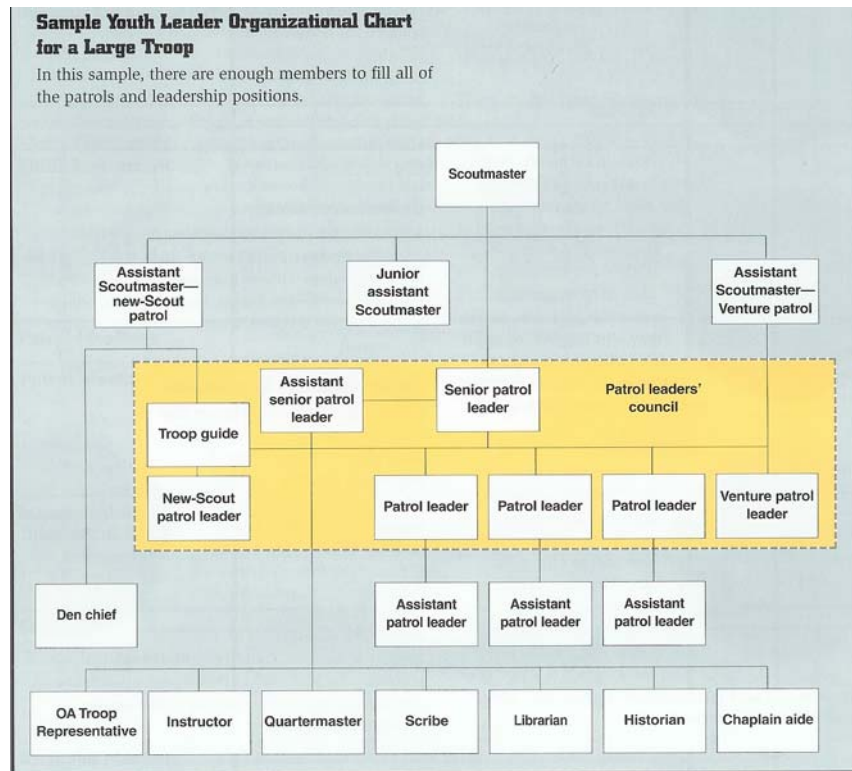 Sample Youth Leader Organizational Chart
for a Large Troop
In this sample, there are enough members to fill all of
the patrols and leadership positions.
Scoutmaster
Assistant
Scoutmaster—
new-Scout
patrol
Junior
assistant
Scoutmaster
Assistant
Scoutmaster—
Venture patrol
Assistant
senior patrol
leader
Senior patrol
leader
Patrol leaders'
council
Troop guide
New-Scout
patrol leader
Patrol leader
Patrol leader
Patrol leader
Venture patrol
leader
Den chief
Assistant
patrol leader
Assistant
patrol leader
Assistant
patrol leader
OA Troop
Representative
Instructor
Quartermaster
Scribe
Librarian
Historian
Chaplain aide